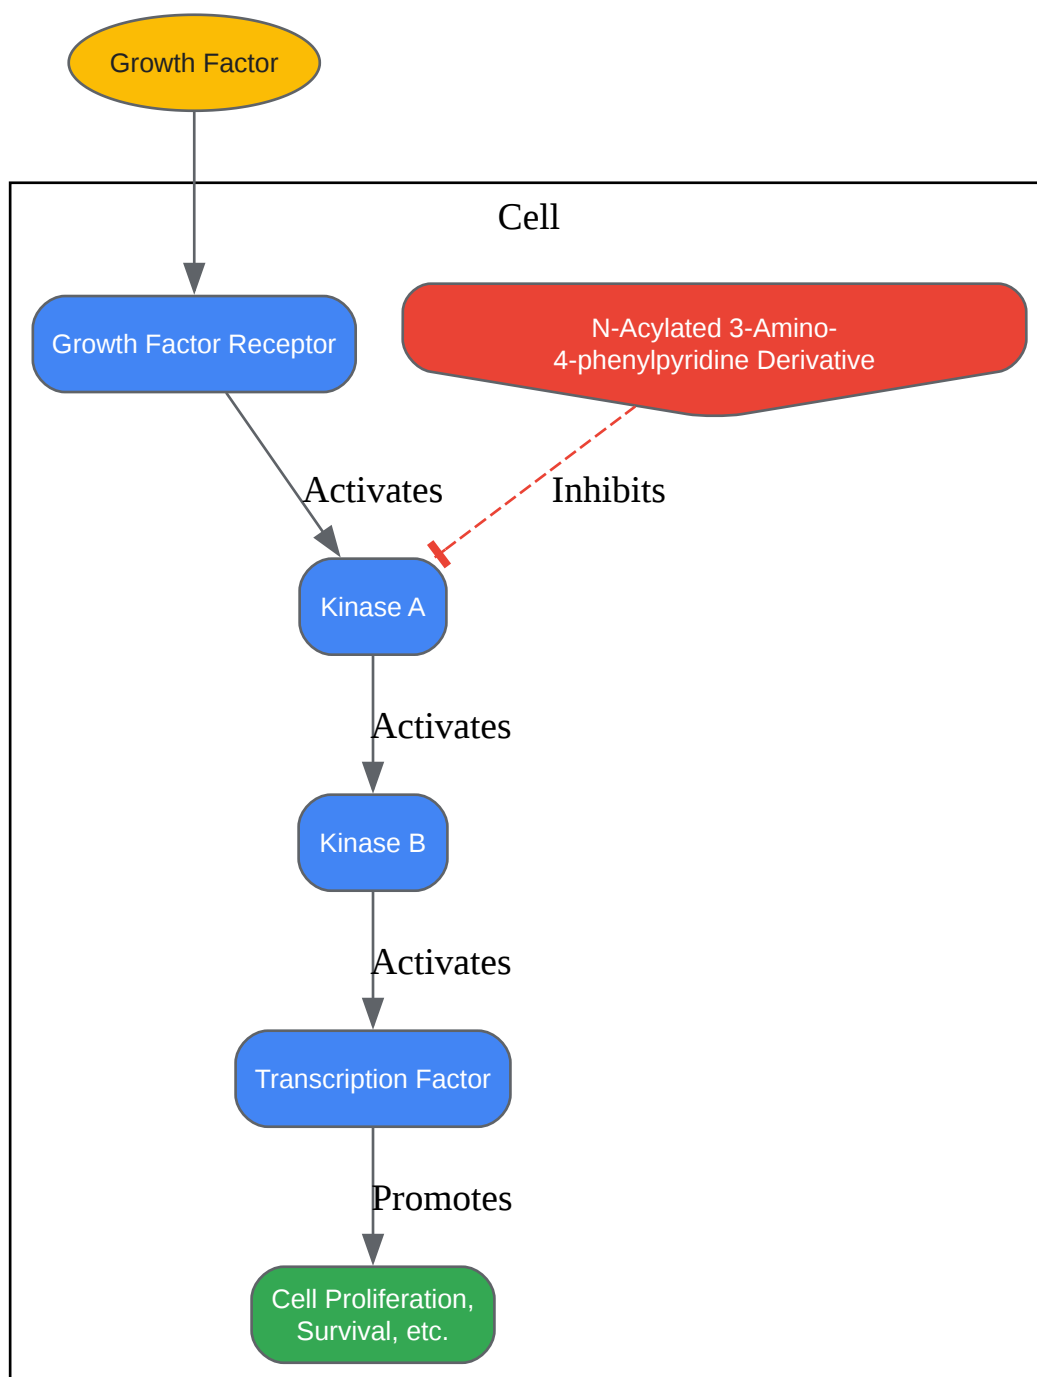 Growth Factor
Cell
Growth Factor Receptor
N-Acylated 3-Amino-
4-phenylpyridine Derivative
Activates
Inhibits
Kinase A
Activates
Kinase B
Activates
Transcription Factor
Promotes
Cell Proliferation,
Survival, etc.